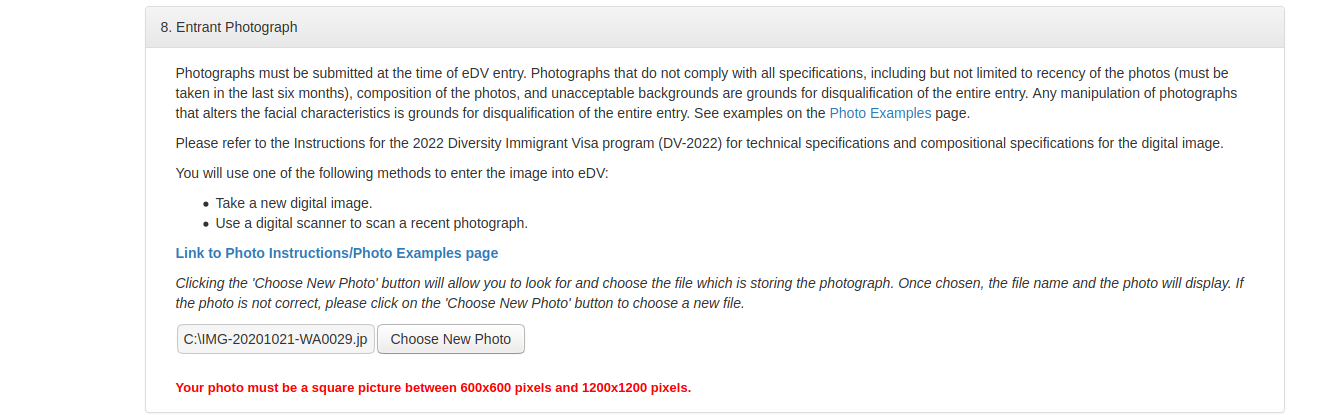 8. Entrant Photograph
Photographs must be submitted at the time of eDV entry. Photographs that do not comply with all specifications, including but not limited to recency of the photos (must be
taken in the last six months), composition of the photos, and unacceptable backgrounds are grounds for disqualification of the entire entry. Any manipulation of photographs
that alters the facial characteristics is grounds for disqualification of the entire entry. See examples on the Photo Examples page.
Please refer to the Instructions for the 2022 Diversity Immigrant Visa program (DV-2022) for technical specifications and compositional specifications for the digital image.
You will use one of the following methods to enter the image into eDV:
• Take a new digital image.
• Use a digital scanner to scan a recent photograph.
Link to Photo Instructions/Photo Examples page
Clicking the 'Choose New Photo' button will allow you to look for and choose the file which is storing the photograph. Once chosen, the file name and the photo will display. If
the photo is not correct, please click on the 'Choose New Photo' button to choose a new file.
C:\IMG-20201021-WA0029.jp Choose New Photo
Your photo must be a square picture between 600x600 pixels and 1200x1200 pixels.